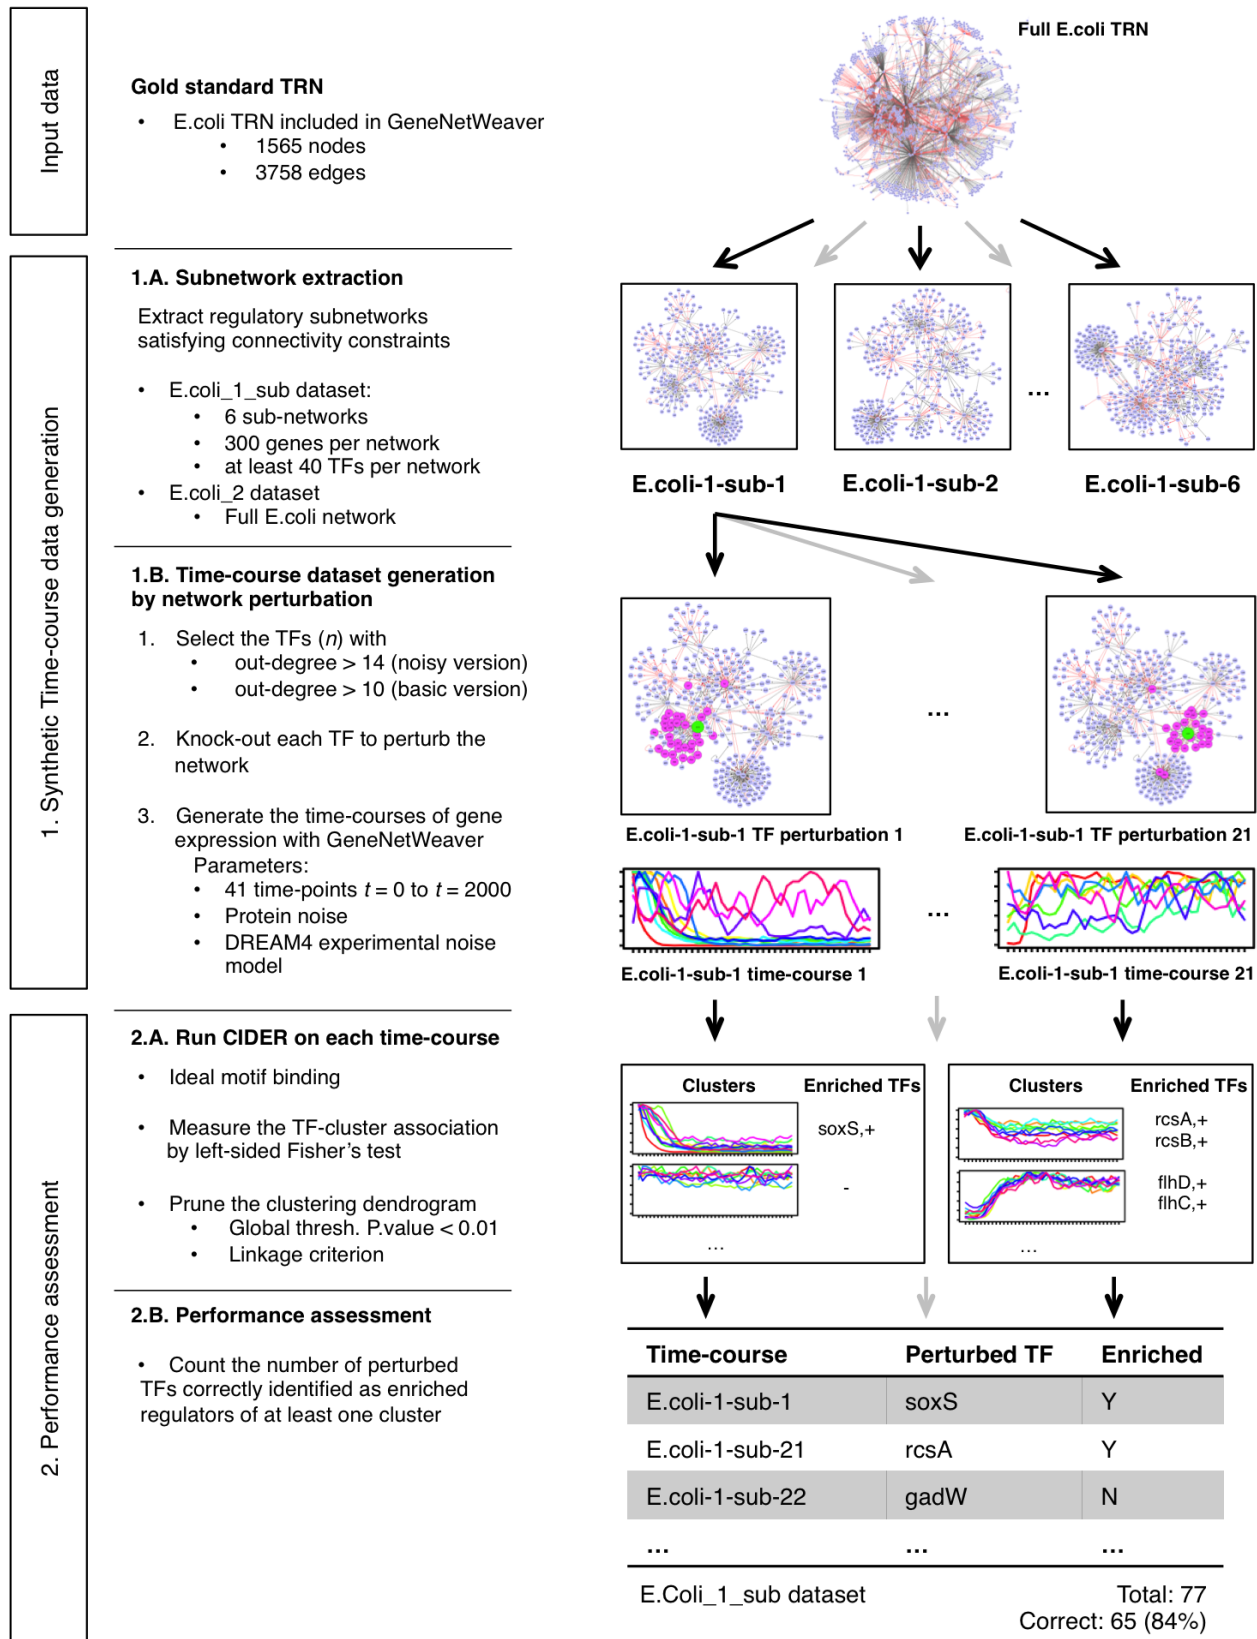 Full E.coli TRN
Input data
Gold standard TRN
• E.coli TRN included in GeneNetWeaver
• 1565 nodes
• 3758 edges
1. Synthetic Time-course data generation
1.A. Subnetwork extraction
Extract regulatory subnetworks
satisfying connectivity constraints
• E.coli_1_sub dataset:
• 6 sub-networks
• 300 genes per network
• at least 40 TFs per network
• E.coli_2 dataset
• Full E.coli network
...
E.coli-1-sub-1
E.coli-1-sub-2
E.coli-1-sub-6
1.B. Time-course dataset generation
by network perturbation
1. Select the TFs (n) with
• out-degree > 14 (noisy version)
• out-degree > 10 (basic version)
2. Knock-out each TF to perturb the
network
3. Generate the time-courses of gene
expression with GeneNetWeaver
Parameters:
• 41 time-points t = 0 to t = 2000
• Protein noise
• DREAM4 experimental noise
model
...
E.coli-1-sub-1 TF perturbation 1
E.coli-1-sub-1 TF perturbation 21
...
E.coli-1-sub-1 time-course 1
E.coli-1-sub-1 time-course 21
2. Performance assessment
2.A. Run CIDER on each time-course
• Ideal motif binding
• Measure the TF-cluster association
by left-sided Fisher's test
• Prune the clustering dendrogram
• Global thresh. P.value < 0.01
• Linkage criterion
Clusters Enriched TFs
soxS,+
-
...
Clusters Enriched TFs
rcsA,+
rcsB,+
flhD,+
flhC,+
...
2.B. Performance assessment
• Count the number of perturbed
TFs correctly identified as enriched
regulators of at least one cluster
Time-course Perturbed TF Enriched
E.coli-1-sub-1 soxS Y
E.coli-1-sub-21 rcsA Y
E.coli-1-sub-22 gadW N
... ... ...
E.Coli_1_sub dataset Total: 77
Correct: 65 (84%)